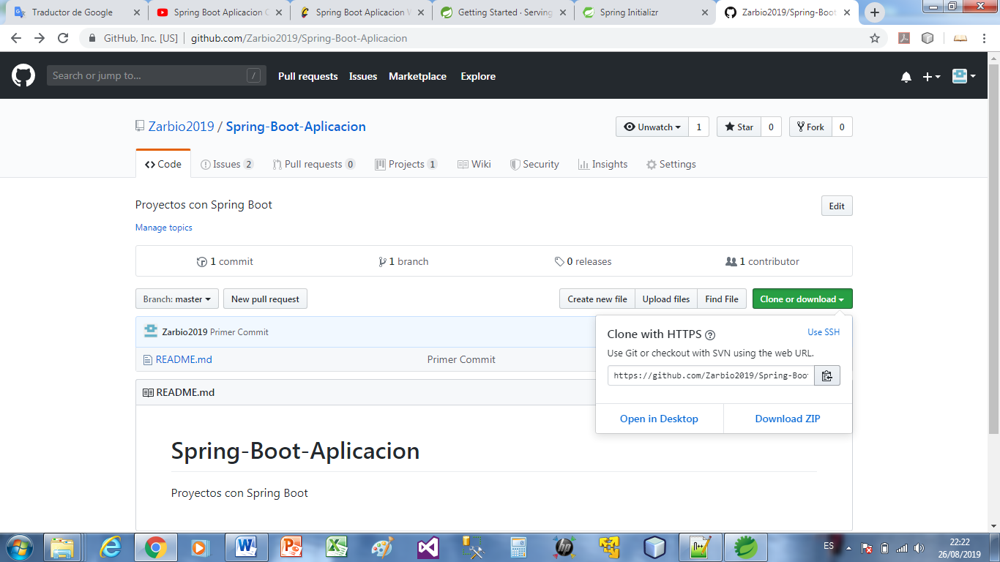 Traductor de Google
Spring Boot Aplicacion C
Spring Boot Aplicacion W
Getting Started · Serving
Spring Initializr
Zarbio2019/Spring-Boot
GitHub, Inc. [US] | github.com/Zarbio2019/Spring-Boot-Aplicacion
Search or jump to... /
Pull requests Issues Marketplace Explore
Zarbio2019 / Spring-Boot-Aplicacion
Unwatch 1 Star 0 Fork 0
Code Issues 2 Pull requests 0 Projects 1 Wiki Security Insights Settings
Proyectos con Spring Boot
Edit
Manage topics
1 commit 1 branch 0 releases 1 contributor
Branch: master New pull request Create new file Upload files Find File Clone or download
Zarbio2019 Primer Commit
README.md Primer Commit
Clone with HTTPS ? Use SSH
Use Git or checkout with SVN using the web URL.
https://github.com/Zarbio2019/Spring-Boo
Open in Desktop Download ZIP
README.md
Spring-Boot-Aplicacion
Proyectos con Spring Boot
ES
22:22
26/08/2019